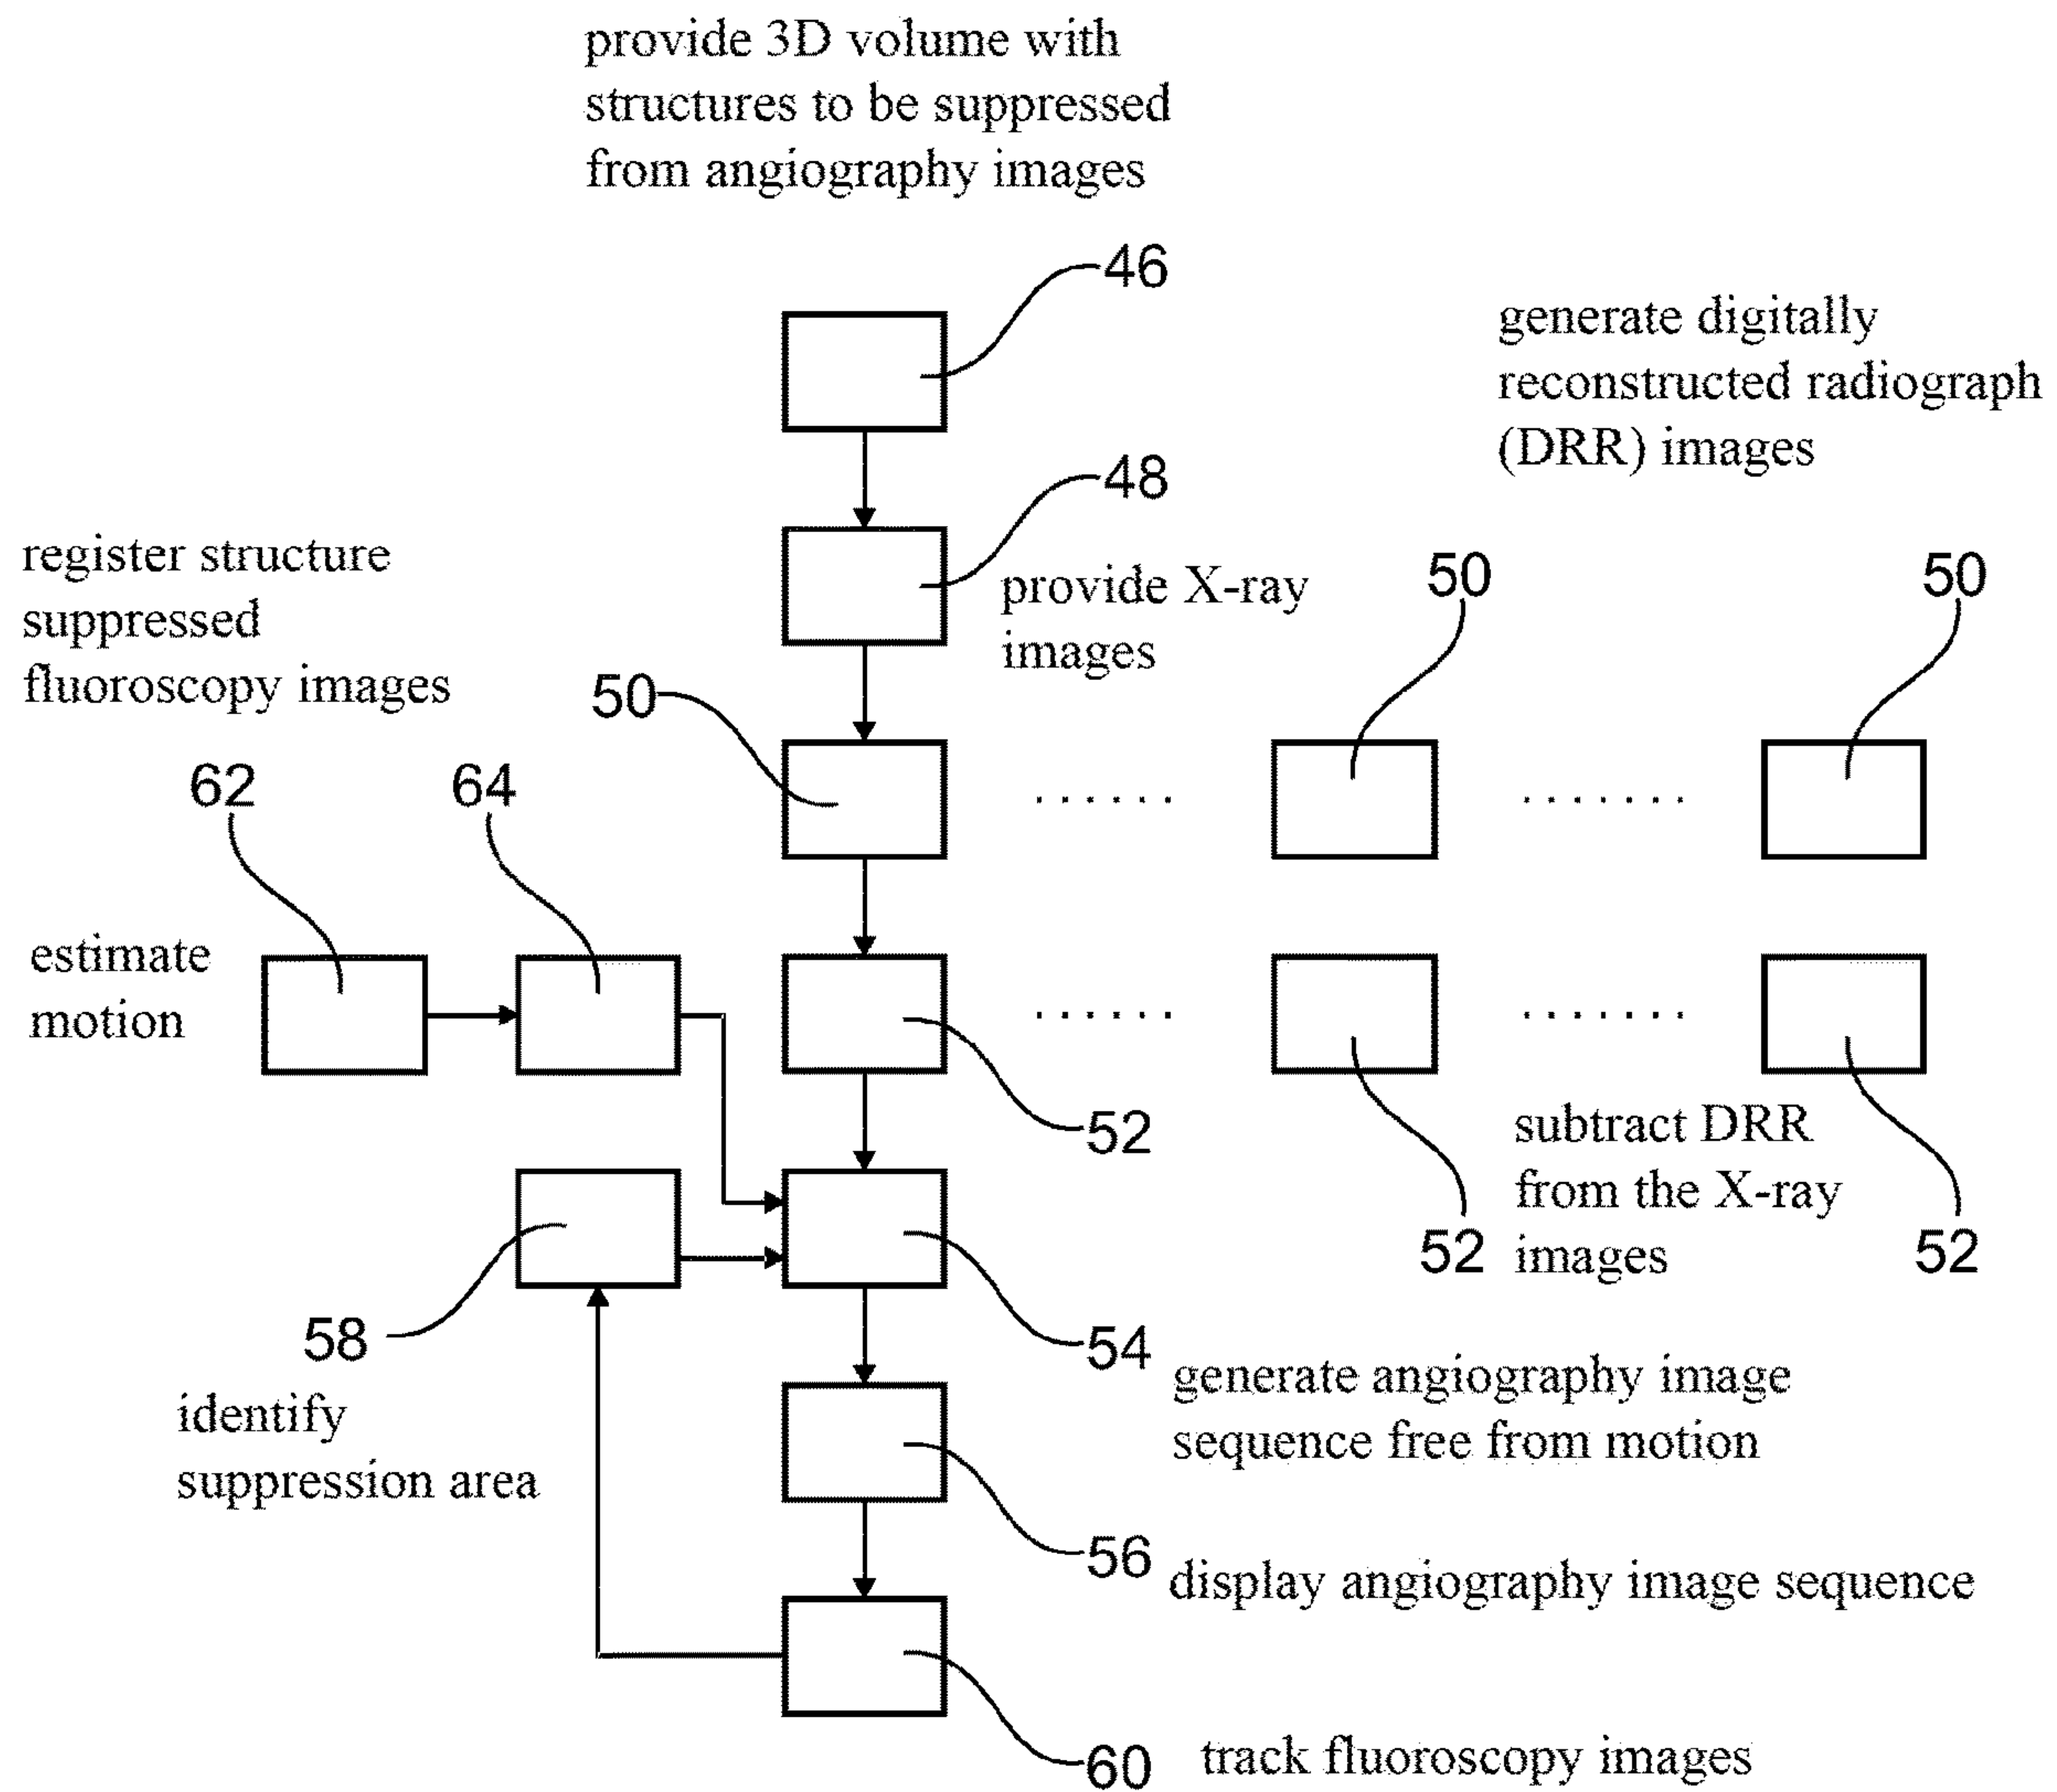 provide 3D volume with
structures to be suppressed
from angiography images
46
generate digitally
reconstructed radiograph
(DRR) images
48
register structure
suppressed
fluoroscopy images
provide X-ray
images
50
50
50
62
64
estimate
motion
52
subtract DRR
from the X-ray
images
52
52
58
identify
suppression area
54
generate angiography image
sequence free from motion
56
display angiography image sequence
60
track fluoroscopy images